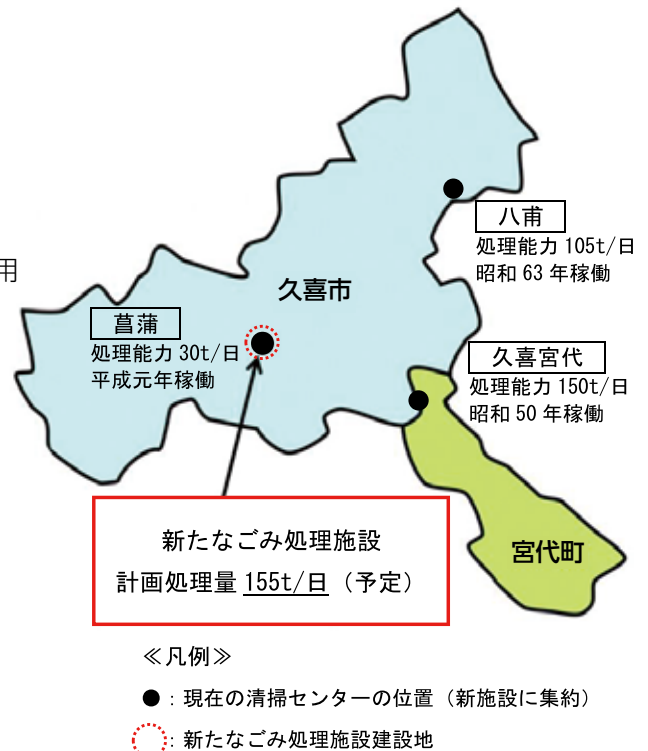 八甫
処理能力 105t/日
昭和 63 年稼働
用
久喜市
菖蒲
処理能力 30t/日
平成元年稼働
久喜宮代
処理能力 150t/日
昭和 50 年稼働
新たなごみ処理施設
計画処理量 155t/日（予定）
宮代町
≪凡例≫
●：現在の清掃センターの位置（新施設に集約）
：新たなごみ処理施設建設地